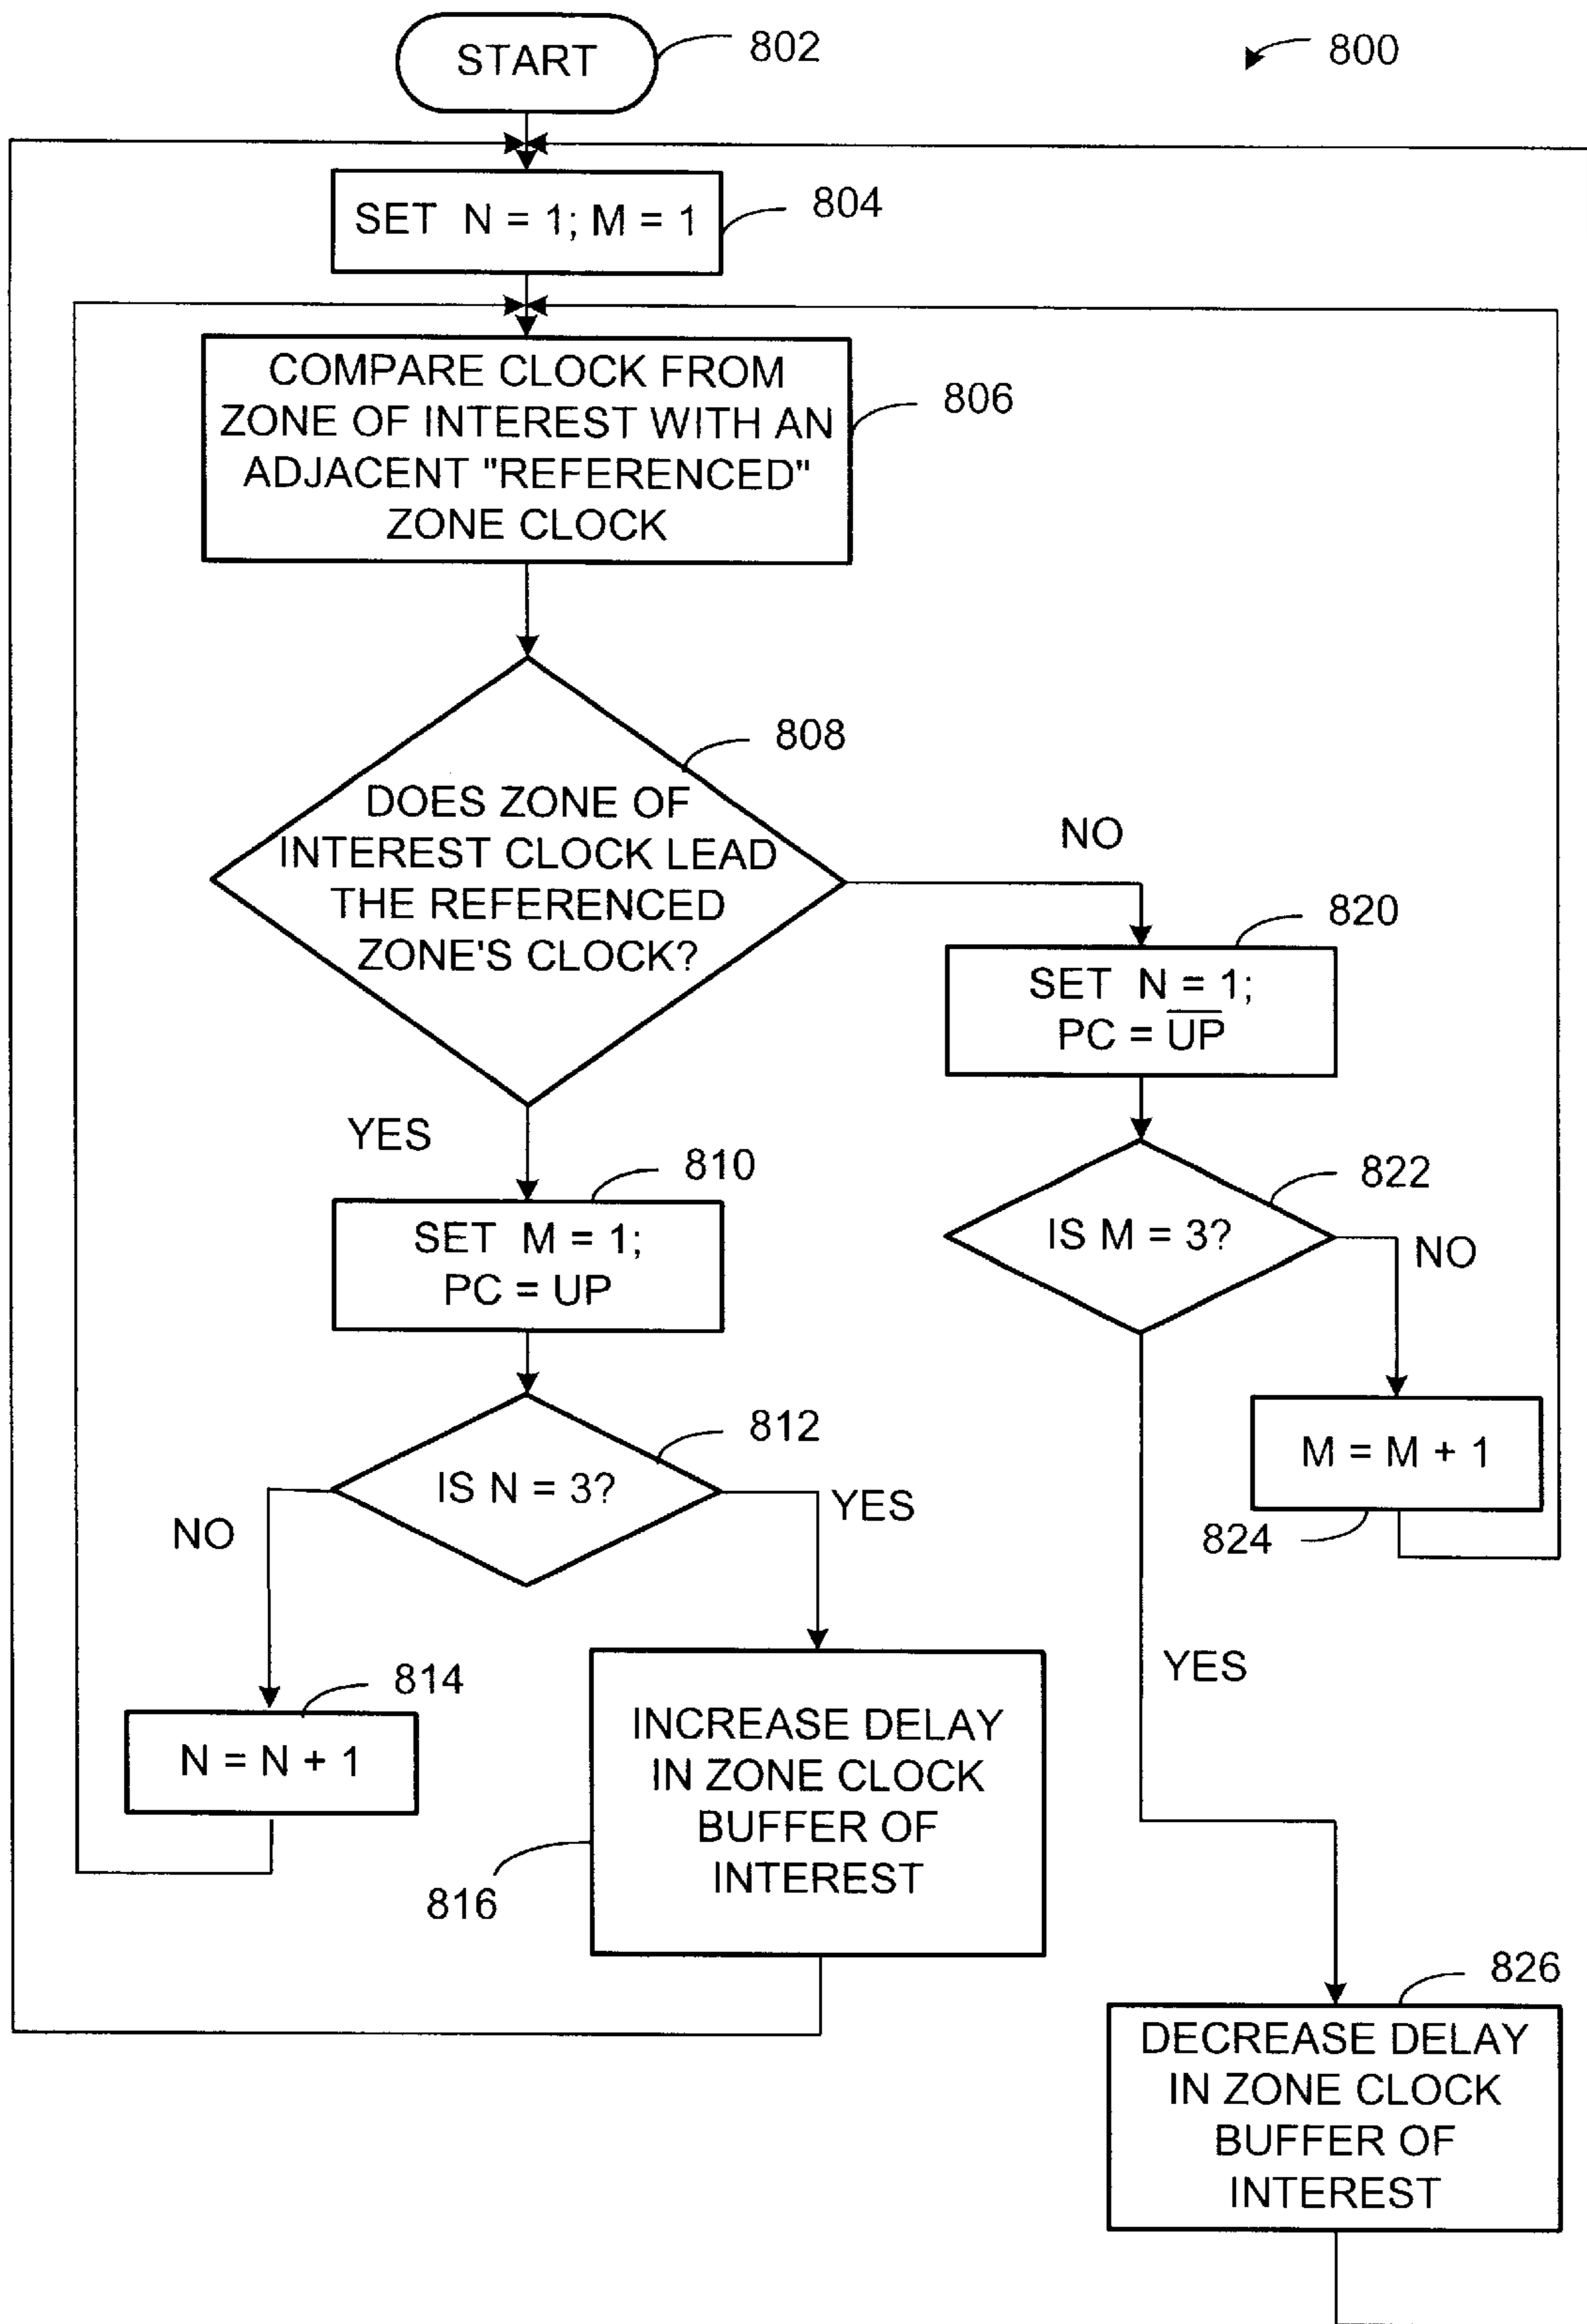 START
802
800
SET N = 1; M = 1
804
COMPARE CLOCK FROM
ZONE OF INTEREST WITH AN
ADJACENT "REFERENCED"
ZONE CLOCK
806
808
DOES ZONE OF
INTEREST CLOCK LEAD
THE REFERENCED
ZONE'S CLOCK?
NO
820
SET N = 1;
PC = U̅P̅
YES
810
822
SET M = 1;
PC = UP
IS M = 3?
NO
812
IS N = 3?
M = M + 1
YES
NO
824
814
YES
N = N + 1
INCREASE DELAY
IN ZONE CLOCK
BUFFER OF
INTEREST
816
826
DECREASE DELAY
IN ZONE CLOCK
BUFFER OF
INTEREST